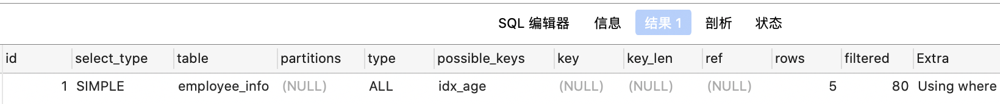 SQL 编辑器 信息 结果 1 剖析 状态
id select_type table partitions type possible_keys key key_len ref rows filtered Extra
1 SIMPLE employee_info (NULL) ALL idx_age (NULL) (NULL) (NULL) 5 80 Using where